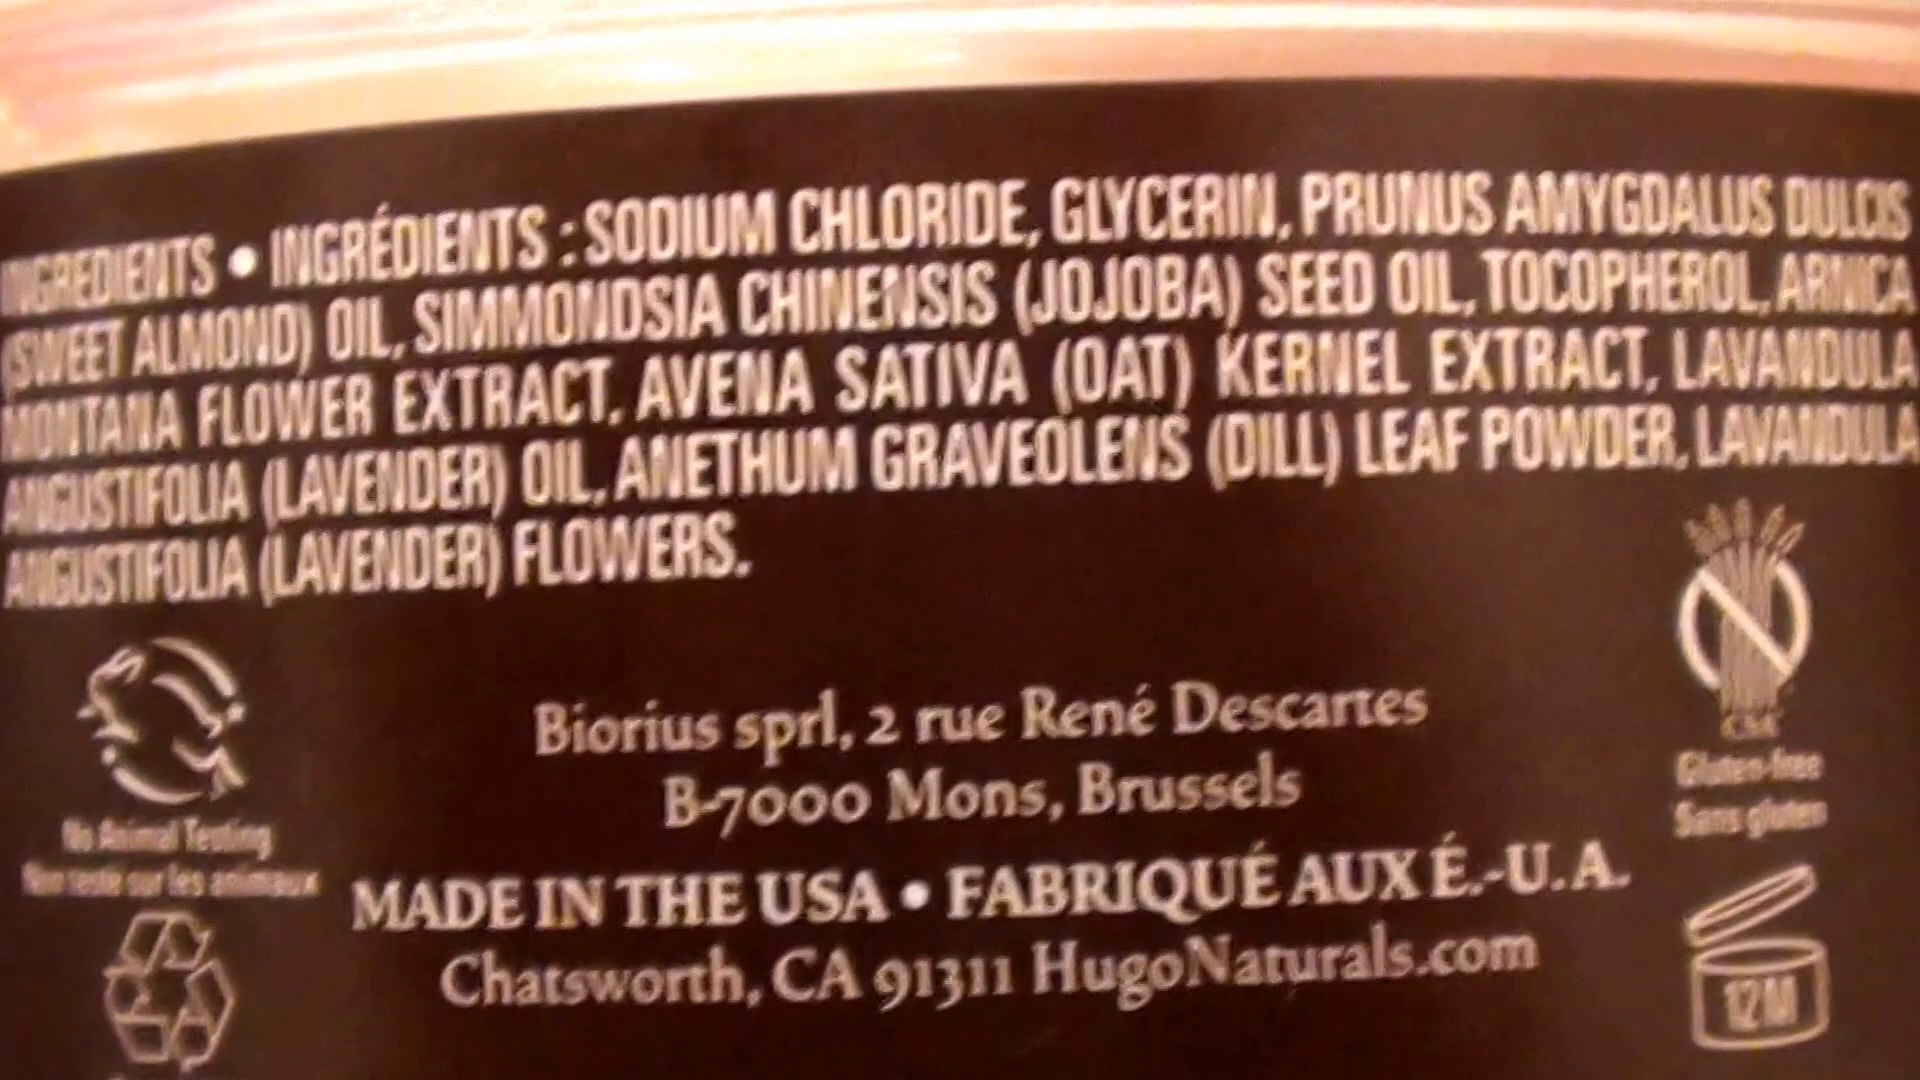 INGREDIENTS • INGRÉDIENTS : SODIUM CHLORIDE, GLYCERIN, PRUNUS AMYGDALUS DULCIS
(SWEET ALMOND) OIL, SIMMONDSIA CHINENSIS (JOJOBA) SEED OIL, TOCOPHEROL, ARNICA
MONTANA FLOWER EXTRACT, AVENA SATIVA (OAT) KERNEL EXTRACT, LAVANDULA
ANGUSTIFOLIA (LAVENDER) OIL, ANETHUM GRAVEOLENS (DILL) LEAF POWDER, LAVANDULA
ANGUSTIFOLIA (LAVENDER) FLOWERS.
No Animal Testing
Non testé sur les animaux
Biorius sprl, 2 rue René Descartes
B-7000 Mons, Brussels
MADE IN THE USA • FABRIQUÉ AUX É.-U.A.
Chatsworth, CA 91311 HugoNaturals.com
Gluten-free
Sans gluten
12M